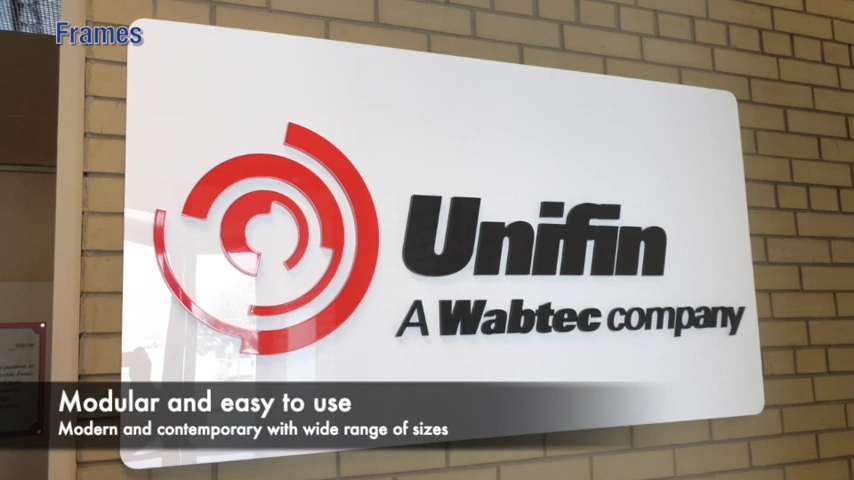 Frames
Unifin
A Wabtec company
Modular and easy to use
Modern and contemporary with wide range of sizes